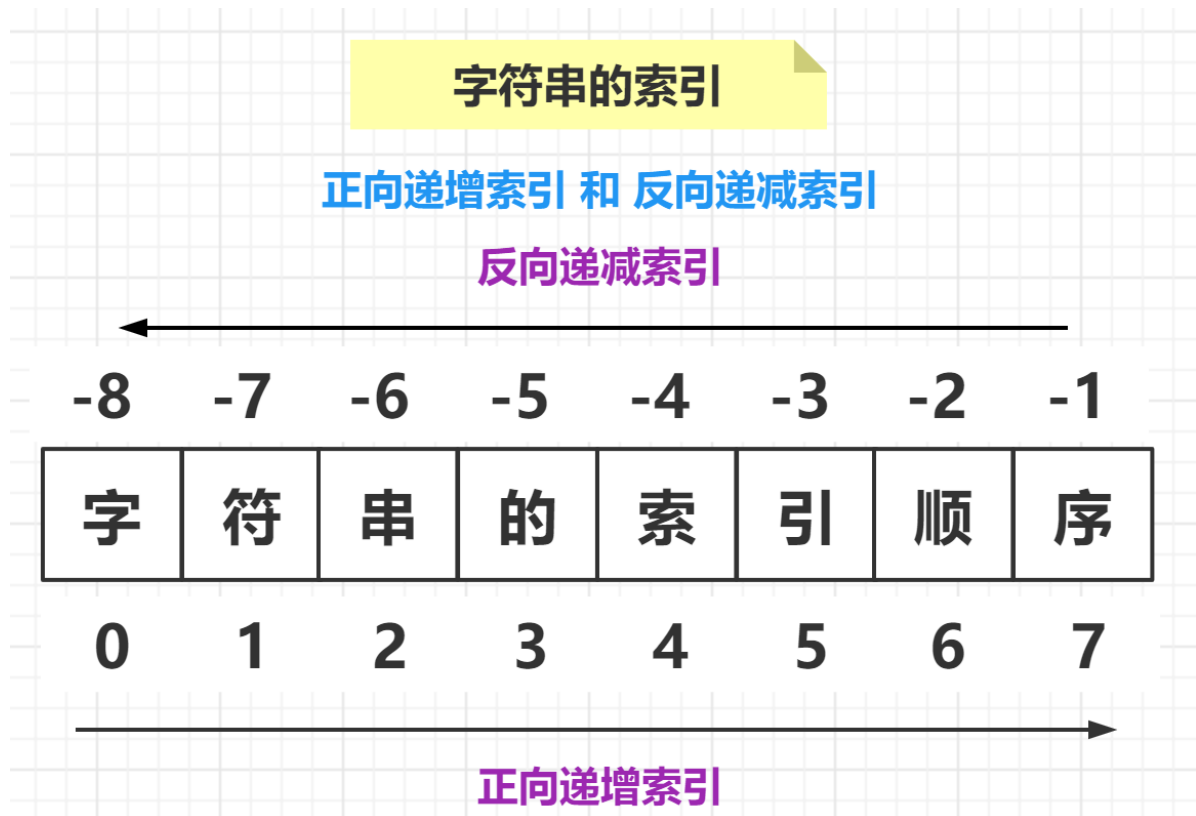 字符串的索引
正向递增索引 和 反向递减索引
反向递减索引
-8 -7 -6 -5 -4 -3 -2 -1
字 符 串 的 索 引 顺 序
0 1 2 3 4 5 6 7
正向递增索引